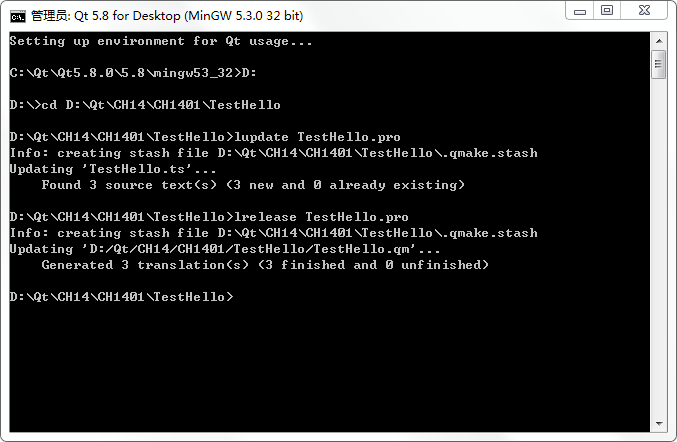 管理员: Qt 5.8 for Desktop (MinGW 5.3.0 32 bit)
Setting up environment for Qt usage...
C:\Qt\Qt5.8.0\5.8\mingw53_32>D:
D:\>cd D:\Qt\CH14\CH1401\TestHello
D:\Qt\CH14\CH1401\TestHello>lupdate TestHello.pro
Info: creating stash file D:\Qt\CH14\CH1401\TestHello\.qmake.stash
Updating 'TestHello.ts'...
    Found 3 source text(s) (3 new and 0 already existing)
D:\Qt\CH14\CH1401\TestHello>lrelease TestHello.pro
Info: creating stash file D:\Qt\CH14\CH1401\TestHello\.qmake.stash
Updating 'D:/Qt/CH14/CH1401/TestHello/TestHello.qm'...
    Generated 3 translation(s) (3 finished and 0 unfinished)
D:\Qt\CH14\CH1401\TestHello>